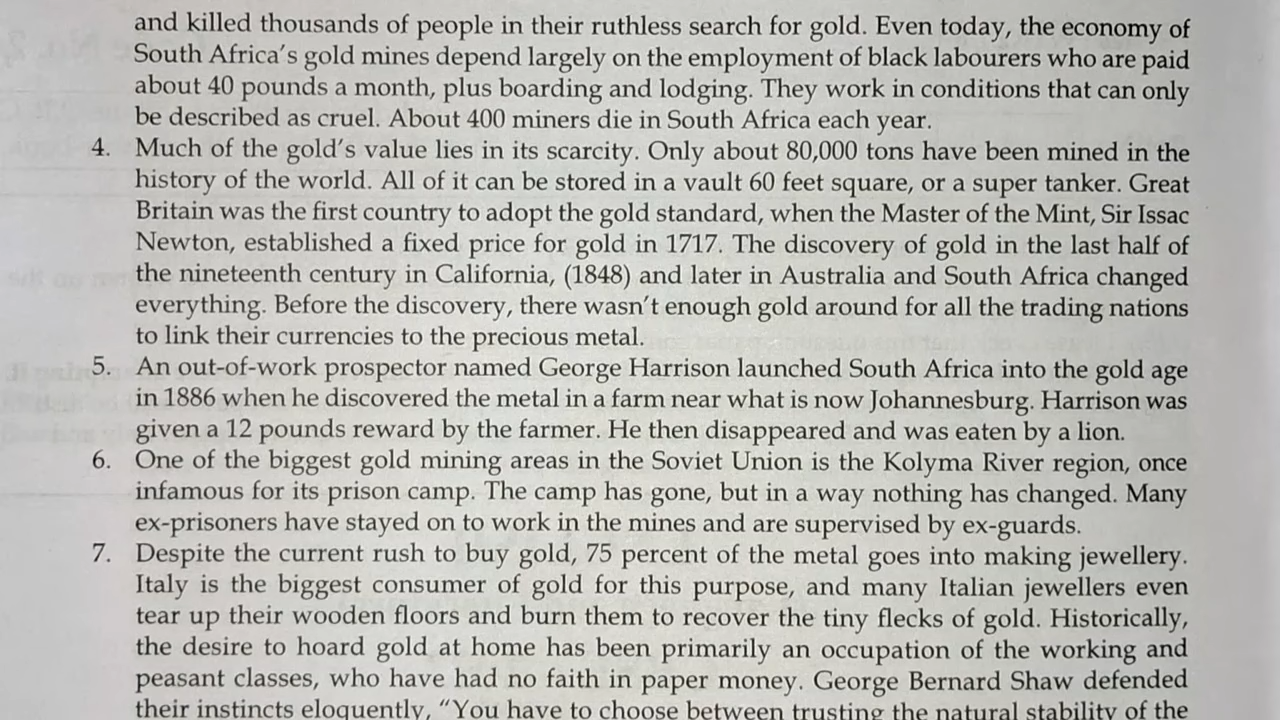 and killed thousands of people in their ruthless search for gold. Even today, the economy of
South Africa's gold mines depend largely on the employment of black labourers who are paid
about 40 pounds a month, plus boarding and lodging. They work in conditions that can only
be described as cruel. About 400 miners die in South Africa each year.
4. Much of the gold's value lies in its scarcity. Only about 80,000 tons have been mined in the
history of the world. All of it can be stored in a vault 60 feet square, or a super tanker. Great
Britain was the first country to adopt the gold standard, when the Master of the Mint, Sir Issac
Newton, established a fixed price for gold in 1717. The discovery of gold in the last half of
the nineteenth century in California, (1848) and later in Australia and South Africa changed
everything. Before the discovery, there wasn't enough gold around for all the trading nations
to link their currencies to the precious metal.
5. An out-of-work prospector named George Harrison launched South Africa into the gold age
in 1886 when he discovered the metal in a farm near what is now Johannesburg. Harrison was
given a 12 pounds reward by the farmer. He then disappeared and was eaten by a lion.
6. One of the biggest gold mining areas in the Soviet Union is the Kolyma River region, once
infamous for its prison camp. The camp has gone, but in a way nothing has changed. Many
ex-prisoners have stayed on to work in the mines and are supervised by ex-guards.
7. Despite the current rush to buy gold, 75 percent of the metal goes into making jewellery.
Italy is the biggest consumer of gold for this purpose, and many Italian jewellers even
tear up their wooden floors and burn them to recover the tiny flecks of gold. Historically,
the desire to hoard gold at home has been primarily an occupation of the working and
peasant classes, who have had no faith in paper money. George Bernard Shaw defended
their instincts eloquently, "You have to choose between trusting the natural stability of the